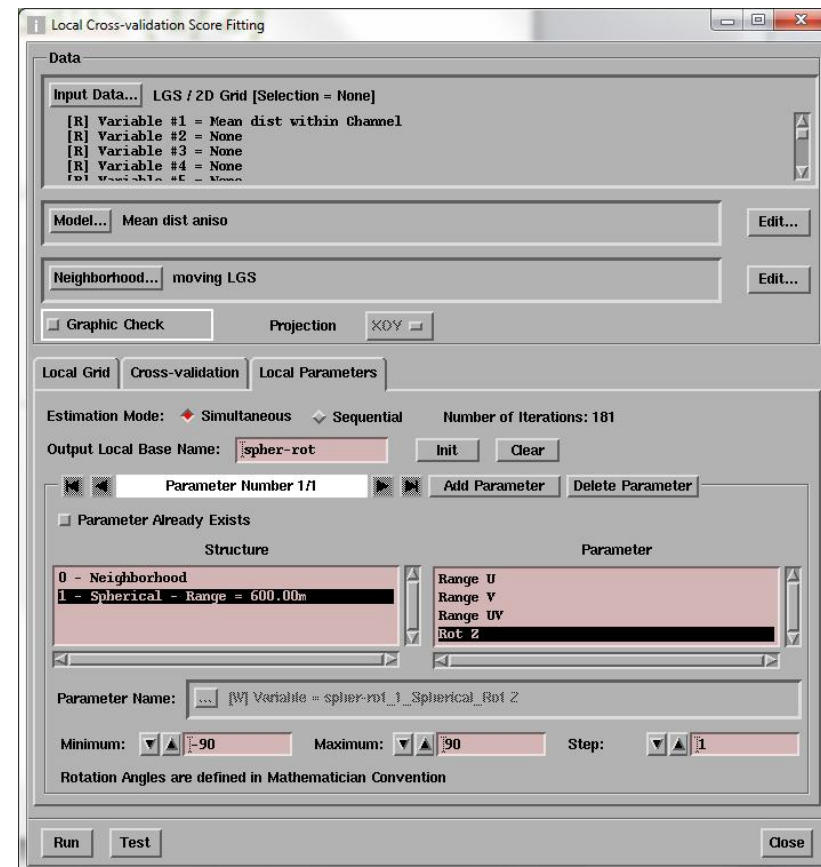 Local Cross-validation Score Fitting
Data
Input Data... LGS / 2D Grid [Selection = None]
[R] Variable #1 = Mean dist within Channel
[R] Variable #2 = None
[R] Variable #3 = None
[R] Variable #4 = None
[R] Variable #5 = None
Model... Mean dist aniso Edit...
Neighborhood... moving LGS Edit...
Graphic Check Projection XOY
Local Grid Cross-validation Local Parameters
Estimation Mode: Simultaneous Sequential Number of Iterations: 181
Output Local Base Name: spher-rot Init Clear
Parameter Number 1/1 Add Parameter Delete Parameter
Parameter Already Exists
Structure Parameter
0 - Neighborhood Range U
1 - Spherical - Range = 600.00m Range V
Range UV
Rot Z
Parameter Name: ... [W] Variable = spher-rot_1_Spherical_Rot Z
Minimum: -90 Maximum: 90 Step: 1
Rotation Angles are defined in Mathematician Convention
Run Test Close